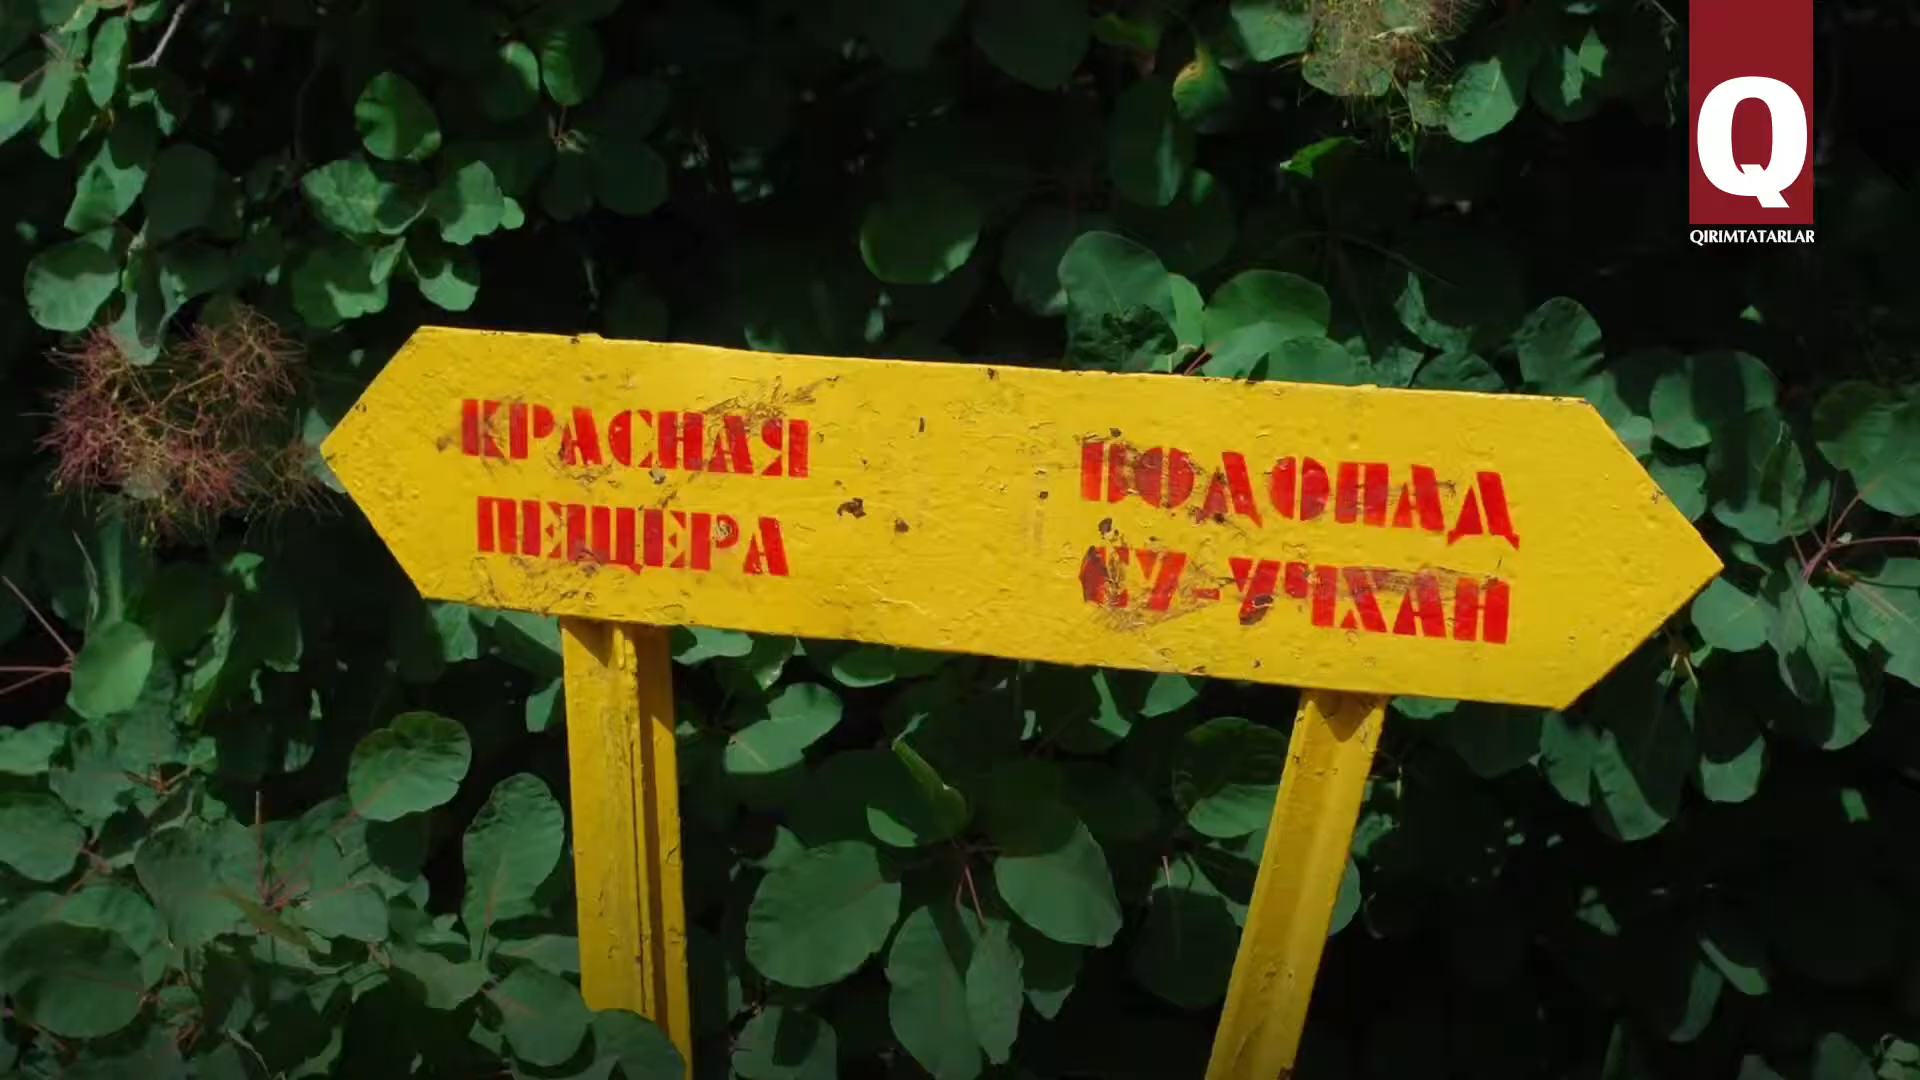 КРАСНАЯ
ПЕЩЕРА
ВОДОПАД
СУ-УЧХАН
Q
QIRIMTATARLAR